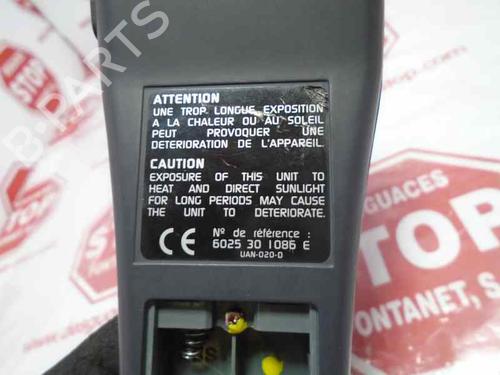 ATTENTION
UNE TROP LONGUE EXPOSITION
A LA CHALEUR OU AU SOLEIL
PEUT PROVOQUER UNE
DETERIORATION DE L'APPAREIL.
CAUTION
EXPOSURE OF THIS UNIT TO
HEAT AND DIRECT SUNLIGHT
FOR LONG PERIODS MAY CAUSE
THE UNIT TO DETERIORATE.
CE Nº de référence :
6025 30 1086 E
UAN-020-D
B-PARTS
STOP
GUACES
TOP
FONTANET, S.